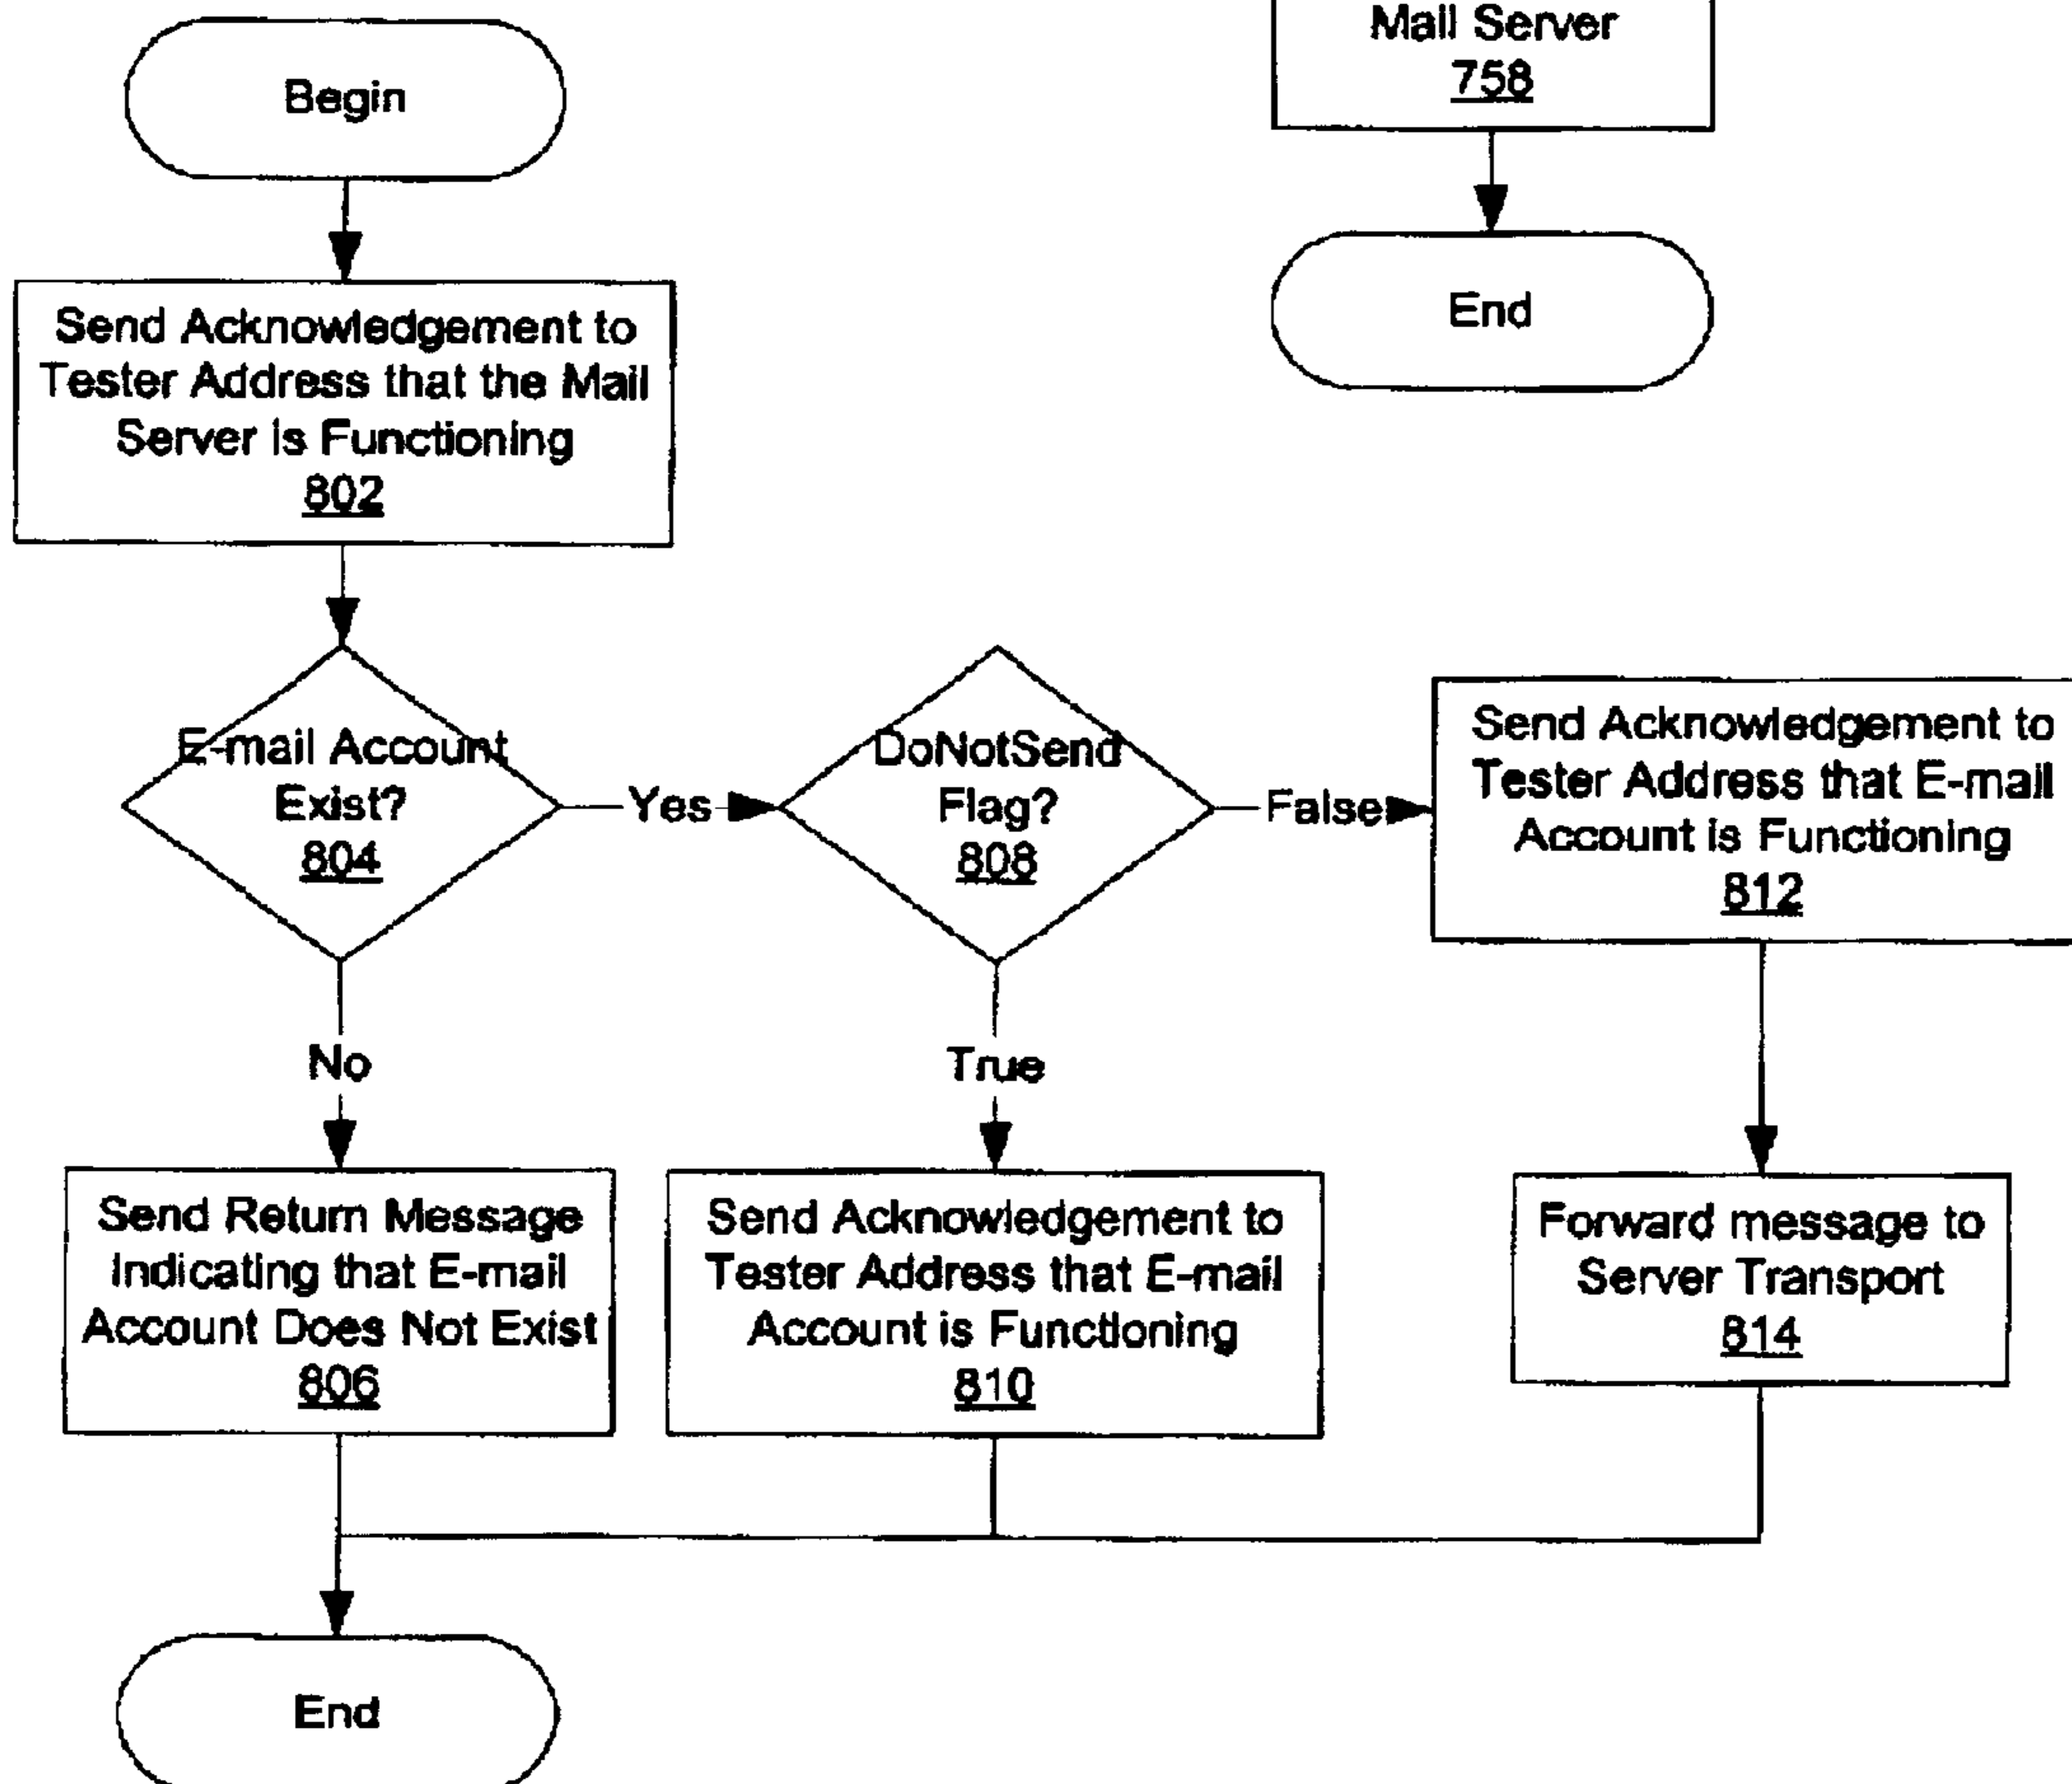 Begin
Send Acknowledgement to
Tester Address that the Mail
Server is Functioning
802
Mail Server
758
End
E-mail Account
Exist?
804
Yes
DoNotSend
Flag?
808
False
Send Acknowledgement to
Tester Address that E-mail
Account is Functioning
812
No
True
Send Return Message
Indicating that E-mail
Account Does Not Exist
806
Send Acknowledgement to
Tester Address that E-mail
Account is Functioning
810
Forward message to
Server Transport
814
End